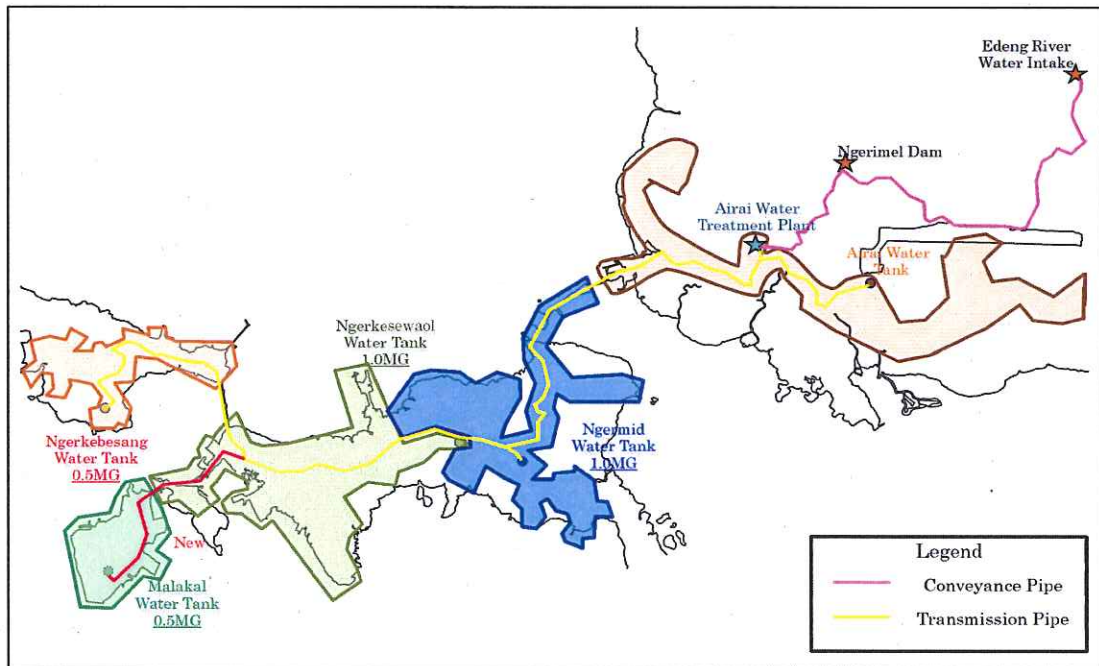 Edeng River
Water Intake
Ngerimel Dam
Airai Water
Treatment Plant
Airai Water
Tank
Ngerkesewaol
Water Tank
1.0MG
Ngermid
Water Tank
1.0MG
Ngerkebesang
Water Tank
0.5MG
New
Malakal
Water Tank
0.5MG
Legend
Conveyance Pipe
Transmission Pipe